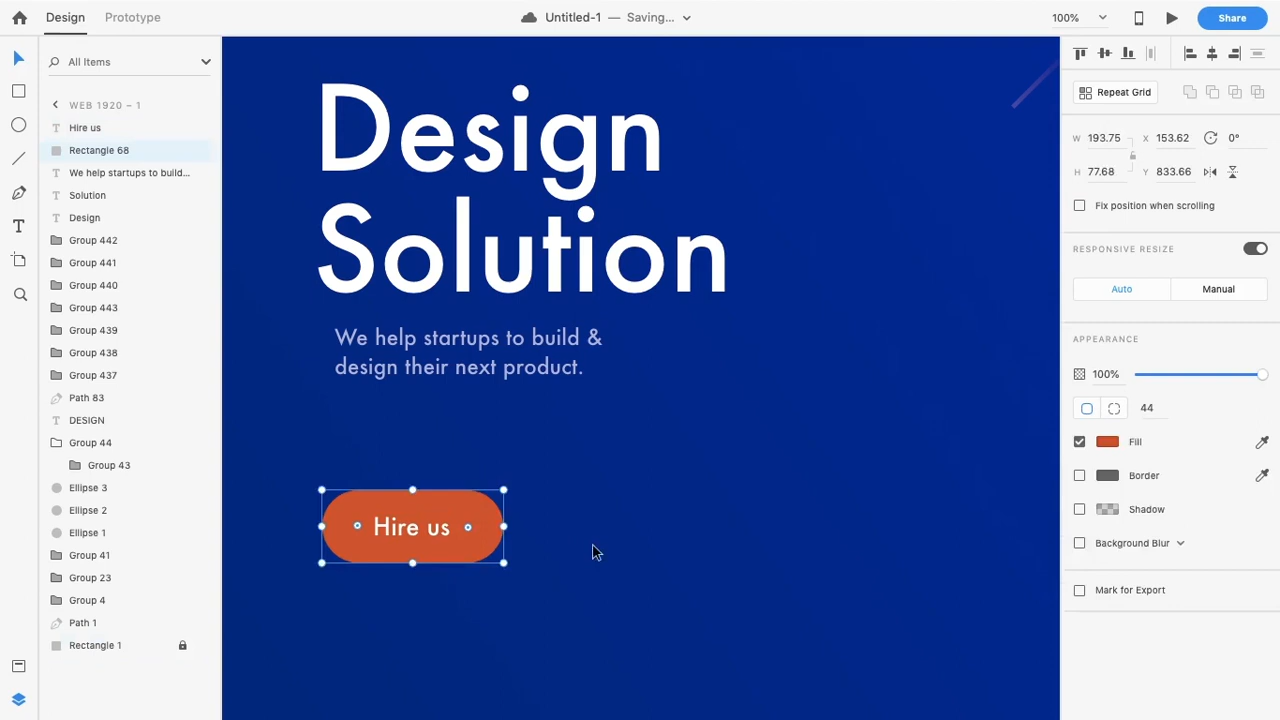 Design
Prototype
Untitled-1 — Saving...
100%
Share
All Items
WEB 1920 – 1
Hire us
Rectangle 68
We help startups to build...
Solution
Design
Group 442
Group 441
Group 440
Group 443
Group 439
Group 438
Group 437
Path 83
DESIGN
Group 44
Group 43
Ellipse 3
Ellipse 2
Ellipse 1
Group 41
Group 23
Group 4
Path 1
Rectangle 1
Design
Solution
We help startups to build &
design their next product.
Hire us
Repeat Grid
W 193.75 X 153.62 0°
H 77.68 Y 833.66
Fix position when scrolling
RESPONSIVE RESIZE
Auto Manual
APPEARANCE
100%
44
Fill
Border
Shadow
Background Blur
Mark for Export